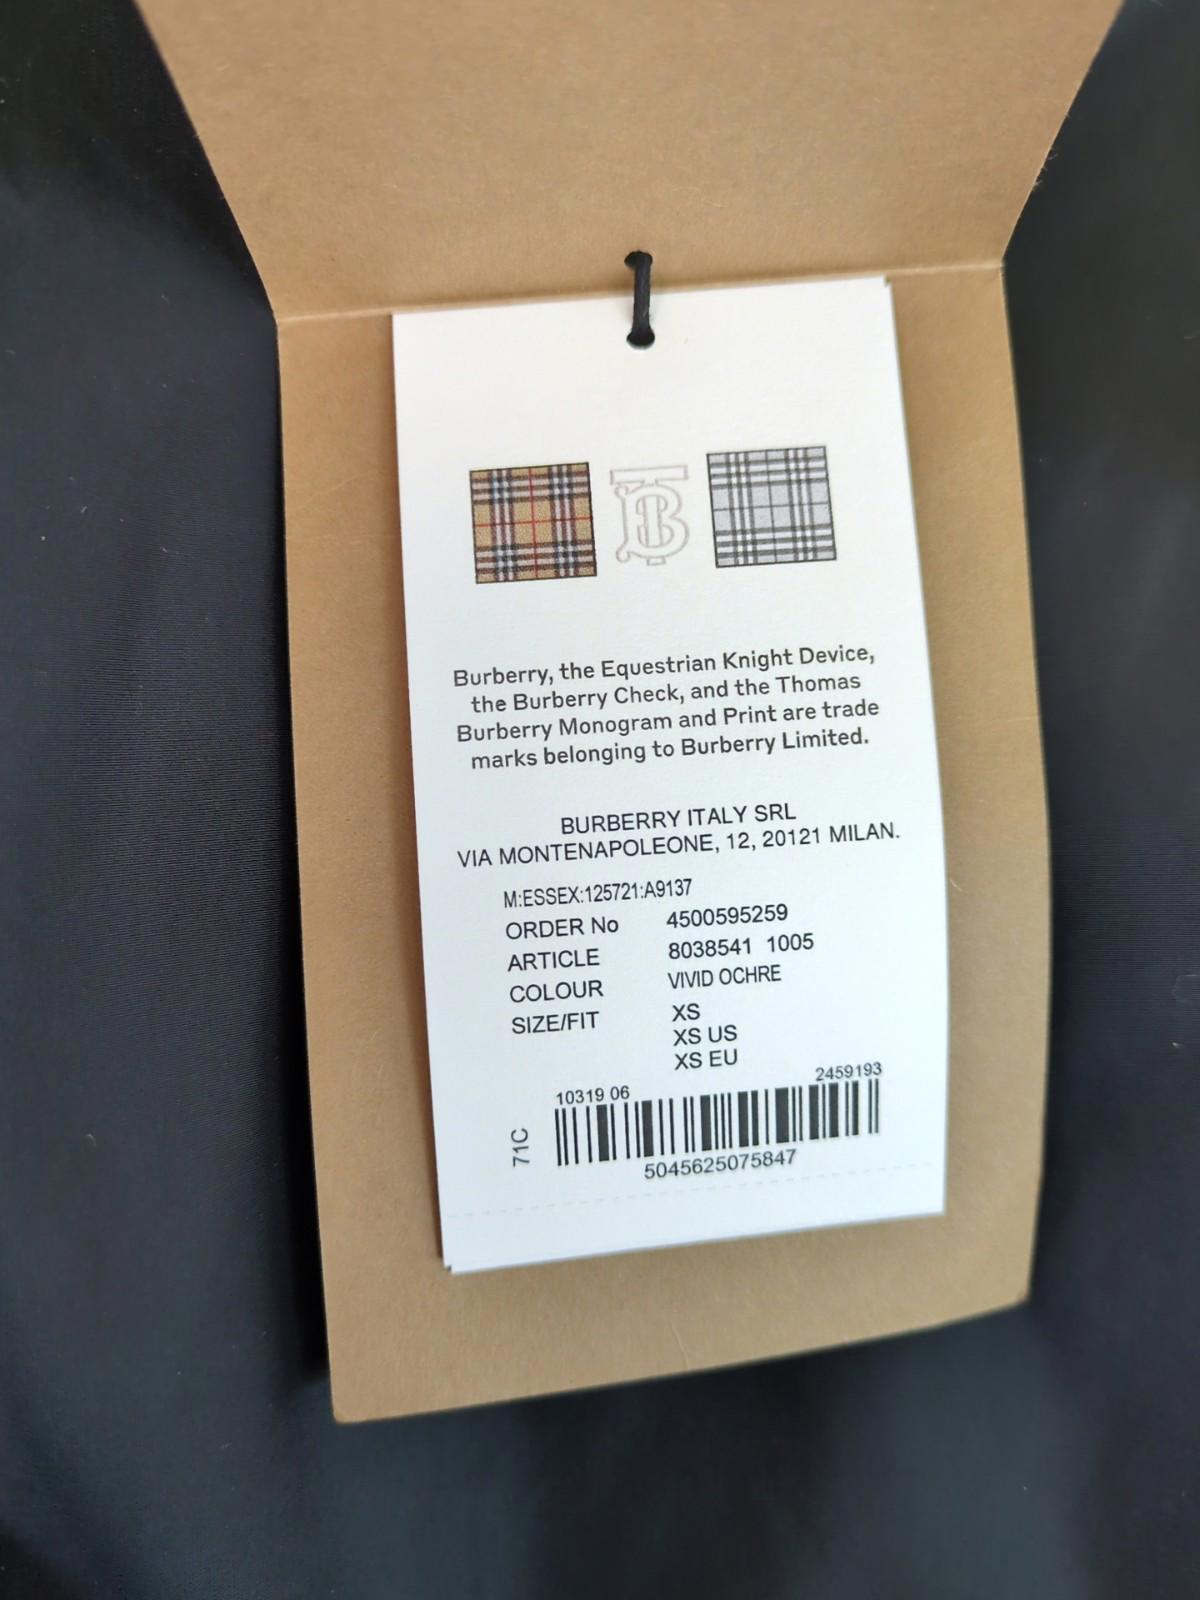 Burberry, the Equestrian Knight Device,
the Burberry Check, and the Thomas
Burberry Monogram and Print are trade
marks belonging to Burberry Limited.
BURBERRY ITALY SRL
VIA MONTENAPOLEONE, 12, 20121 MILAN.
M:ESSEX:125721:A9137
ORDER No 4500595259
ARTICLE 8038541 1005
COLOUR VIVID OCHRE
SIZE/FIT XS
XS US
XS EU
10319 06 2459193
71C
5045625075847